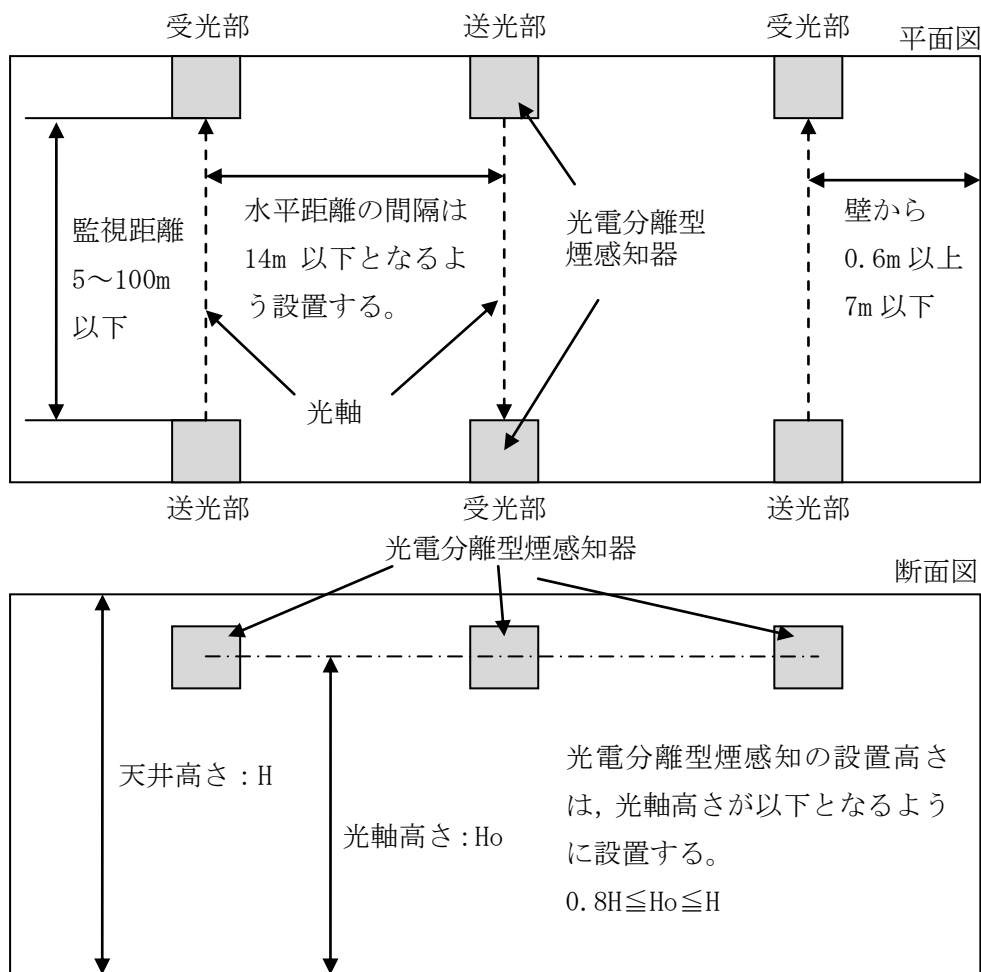 受光部
送光部
受光部
平面図
監視距離
5～100m
以下
水平距離の間隔は
14m 以下となるよ
う設置する。
光電分離型
煙感知器
壁から
0.6m以上
7m以下
光軸
送光部
受光部
送光部
光電分離型煙感知器
断面図
天井高さ：H
光軸高さ：Ho
光電分離型煙感知の設置高さ
は，光軸高さが以下となるよう
に設置する。
0.8H≦Ho≦H